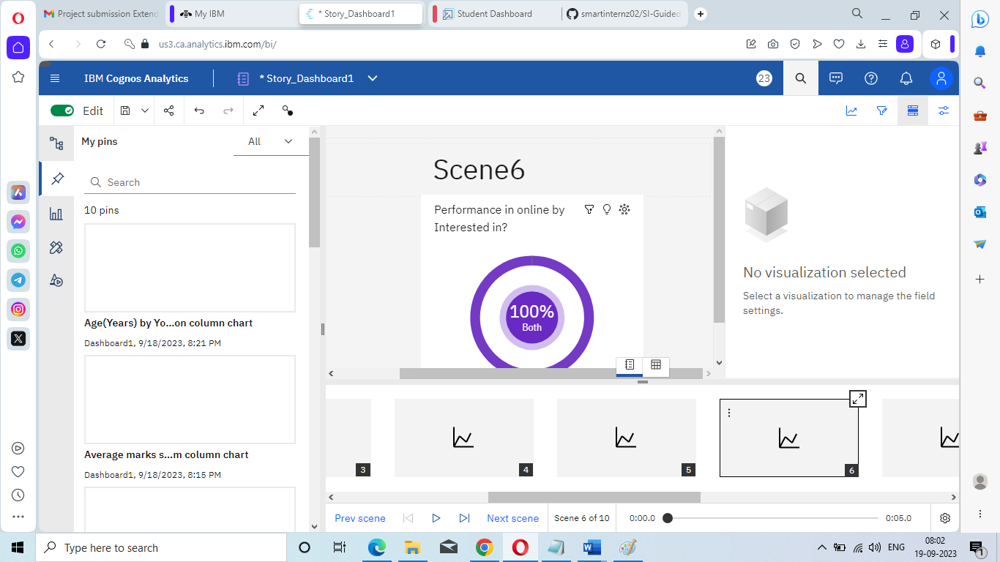 Project submission Extend
My IBM
* Story_Dashboard1
Student Dashboard
smartinternz02/SI-Guided
us3.ca.analytics.ibm.com/bi/
IBM Cognos Analytics
* Story_Dashboard1
23
Edit
My pins
All
Search
10 pins
Age(Years) by Yo...on column chart
Dashboard1, 9/18/2023, 8:21 PM
Average marks s...m column chart
Dashboard1, 9/18/2023, 8:15 PM
Scene6
Performance in online by
Interested in?
100%
Both
No visualization selected
Select a visualization to manage the field
settings.
3
4
5
6
Prev scene
Next scene
Scene 6 of 10
0:00.0
0:05.0
Type here to search
ENG
08:02
19-09-2023
1